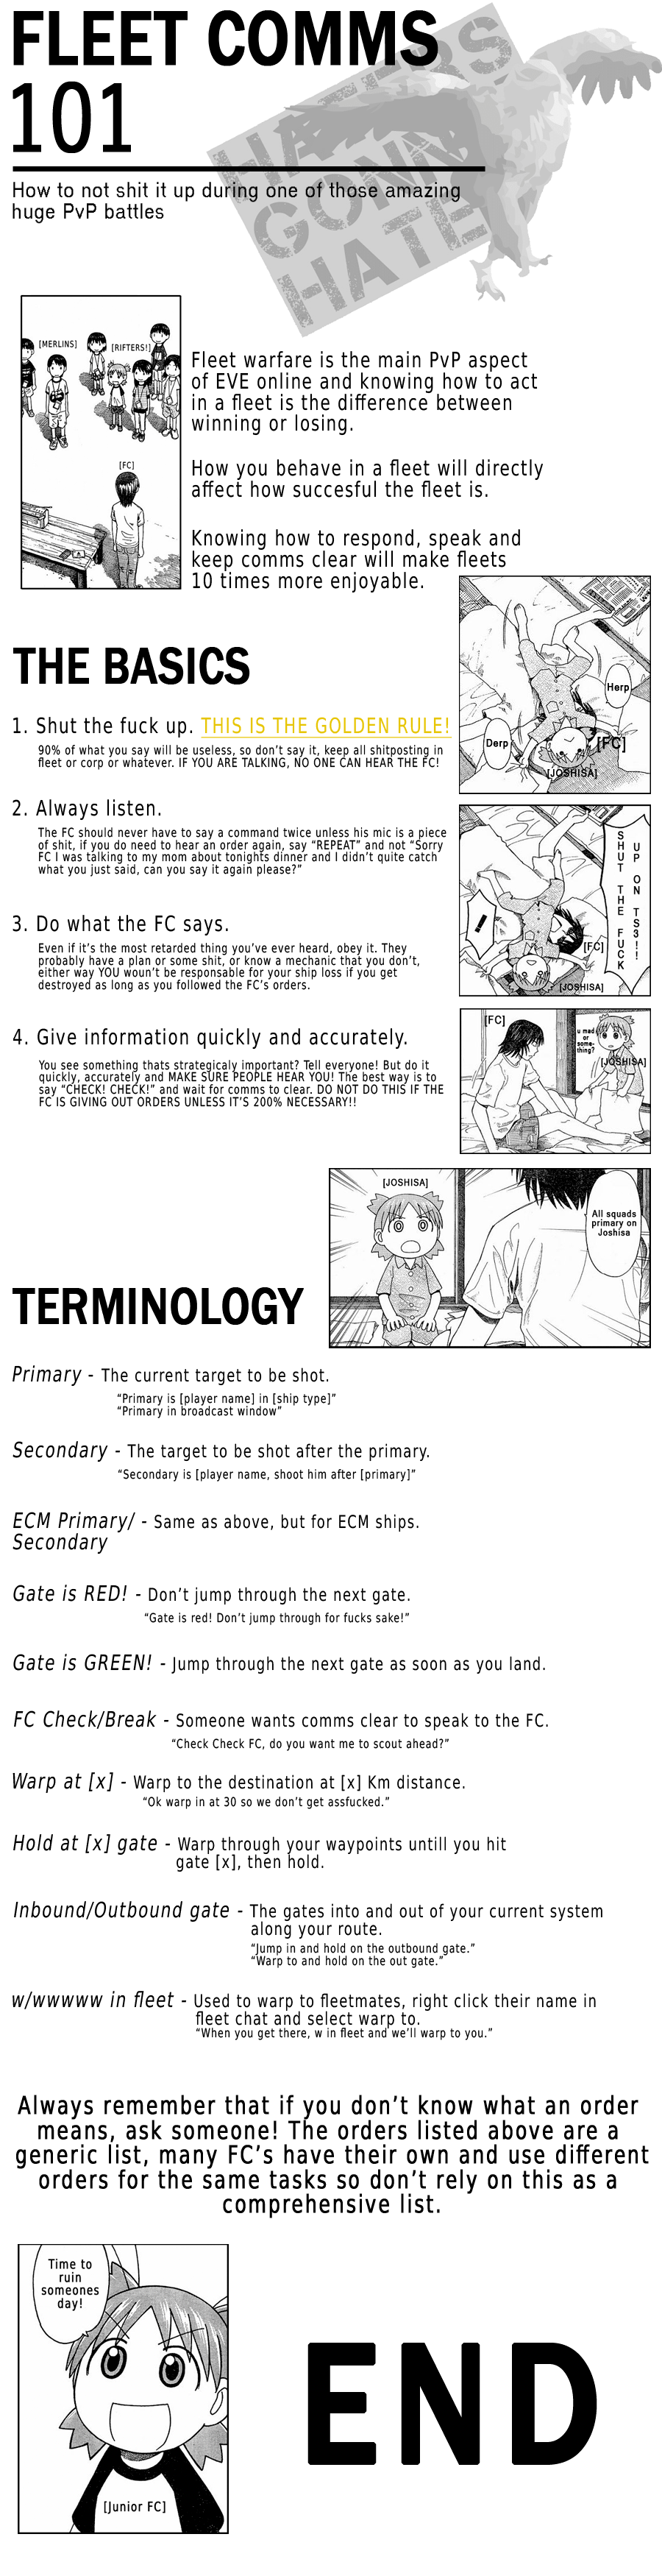 FLEET COMMS
101
HATERS
GONNA
HATE
How to not shit it up during one of those amazing
huge PvP battles
[MERLINS]
[RIFTERS!]
[FC]
Fleet warfare is the main PvP aspect
of EVE online and knowing how to act
in a fleet is the difference between
winning or losing.
How you behave in a fleet will directly
affect how succesful the fleet is.
Knowing how to respond, speak and
keep comms clear will make fleets
10 times more enjoyable.
THE BASICS
Herp
Derp
[FC]
[JOSHISA]
1. Shut the fuck up. THIS IS THE GOLDEN RULE!
90% of what you say will be useless, so don't say it, keep all shitposting in
fleet or corp or whatever. IF YOU ARE TALKING, NO ONE CAN HEAR THE FC!
2. Always listen.
The FC should never have to say a command twice unless his mic is a piece
of shit, if you do need to hear an order again, say “REPEAT” and not “Sorry
FC I was talking to my mom about tonights dinner and I didn't quite catch
what you just said, can you say it again please?”
SHUT THE FUCK
UP ON TS3!!
[FC]
[JOSHISA]
3. Do what the FC says.
Even if it's the most retarded thing you've ever heard, obey it. They
probably have a plan or some shit, or know a mechanic that you don't,
either way YOU woun't be responsable for your ship loss if you get
destroyed as long as you followed the FC's orders.
4. Give information quickly and accurately.
You see something thats strategicaly important? Tell everyone! But do it
quickly, accurately and MAKE SURE PEOPLE HEAR YOU! The best way is to
say “CHECK! CHECK!” and wait for comms to clear. DO NOT DO THIS IF THE
FC IS GIVING OUT ORDERS UNLESS IT'S 200% NECESSARY!!
[FC]
u mad
or
some-
thing?
[JOSHISA]
[JOSHISA]
All squads
primary on
Joshisa
TERMINOLOGY
Primary - The current target to be shot.
“Primary is [player name] in [ship type]”
“Primary in broadcast window”
Secondary - The target to be shot after the primary.
“Secondary is [player name, shoot him after [primary]”
ECM Primary/ - Same as above, but for ECM ships.
Secondary
Gate is RED! - Don't jump through the next gate.
“Gate is red! Don't jump through for fucks sake!”
Gate is GREEN! - Jump through the next gate as soon as you land.
FC Check/Break - Someone wants comms clear to speak to the FC.
“Check Check FC, do you want me to scout ahead?”
Warp at [x] - Warp to the destination at [x] Km distance.
“Ok warp in at 30 so we don't get assfucked.”
Hold at [x] gate - Warp through your waypoints untill you hit
gate [x], then hold.
Inbound/Outbound gate - The gates into and out of your current system
along your route.
“Jump in and hold on the outbound gate.”
“Warp to and hold on the out gate.”
w/wwwww in fleet - Used to warp to fleetmates, right click their name in
fleet chat and select warp to.
“When you get there, w in fleet and we'll warp to you.”
Always remember that if you don't know what an order
means, ask someone! The orders listed above are a
generic list, many FC's have their own and use different
orders for the same tasks so don't rely on this as a
comprehensive list.
Time to
ruin
someones
day!
[Junior FC]
END